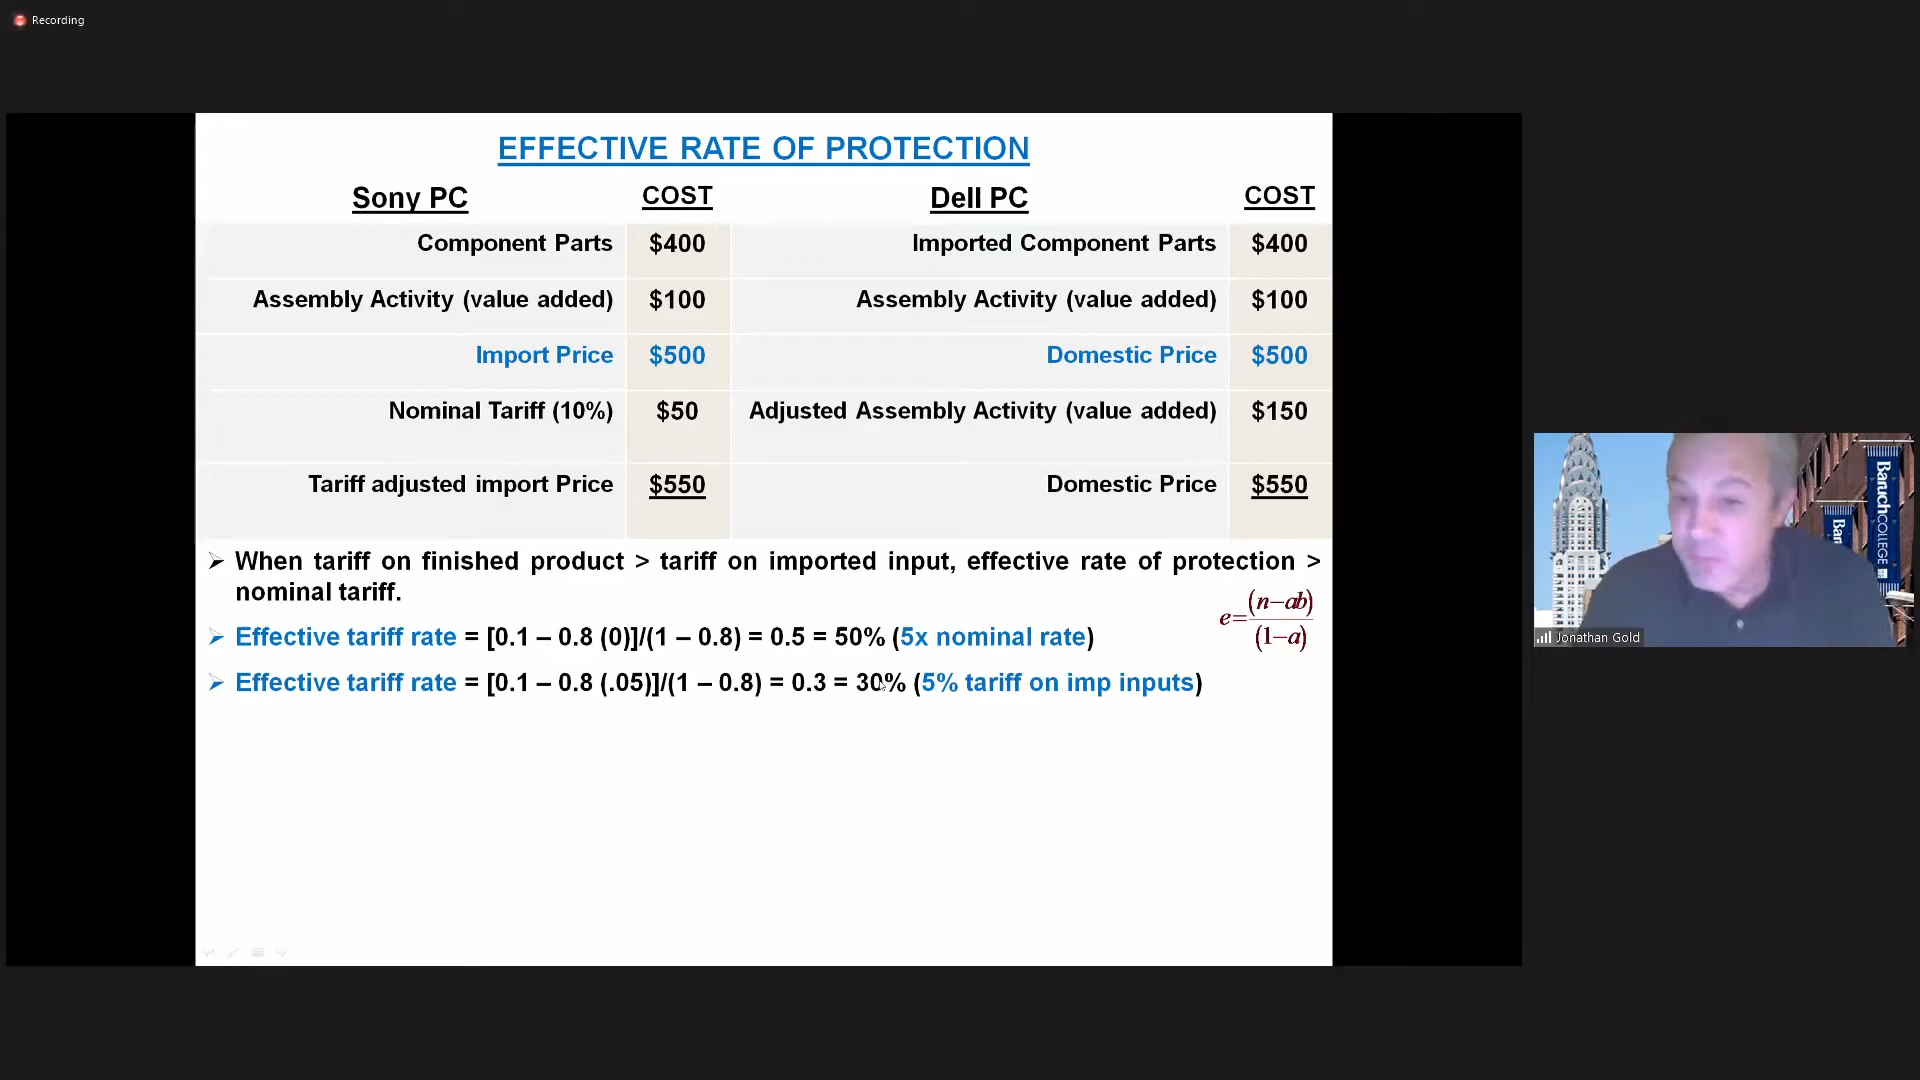 Recording
EFFECTIVE RATE OF PROTECTION
Sony PC COST Dell PC COST
Component Parts $400 Imported Component Parts $400
Assembly Activity (value added) $100 Assembly Activity (value added) $100
Import Price $500 Domestic Price $500
Nominal Tariff (10%) $50 Adjusted Assembly Activity (value added) $150
Tariff adjusted import Price $550 Domestic Price $550
➢ When tariff on finished product > tariff on imported input, effective rate of protection >
nominal tariff.
e=(n−ab)/(1−a)
➢ Effective tariff rate = [0.1 – 0.8 (0)]/(1 – 0.8) = 0.5 = 50% (5x nominal rate)
➢ Effective tariff rate = [0.1 – 0.8 (.05)]/(1 – 0.8) = 0.3 = 30% (5% tariff on imp inputs)
Baruch COLLEGE
Jonathan Gold